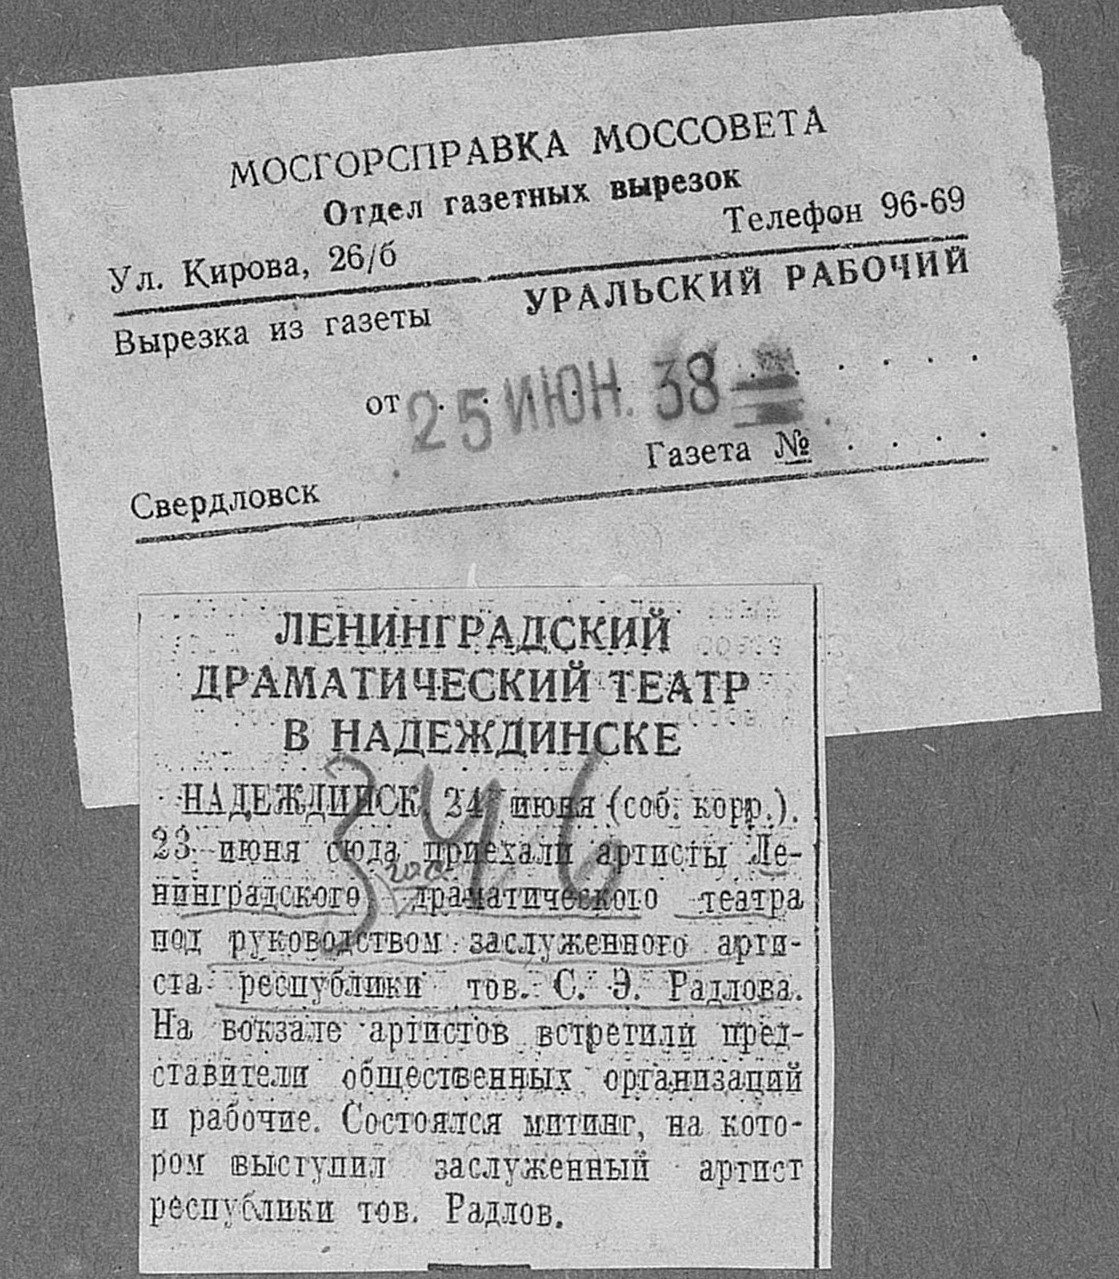 МОСГОРСПРАВКА МОССОВЕТА
Отдел газетных вырезок
Ул. Кирова, 26/б Телефон 96-69
Вырезка из газеты УРАЛЬСКИЙ РАБОЧИЙ
от 25 ИЮН. 38
Свердловск Газета № . . . .
ЛЕНИНГРАДСКИЙ
ДРАМАТИЧЕСКИЙ ТЕАТР
В НАДЕЖДИНСКЕ
346
НАДЕЖДИНСК, 24 июня (соб. корр.).
23 июня сюда приехали артисты Ле-
гос.
нинградского драматического театра
под руководством заслуженного арти-
ста республики тов. С. Э. Радлова.
На вокзале артистов встретили пред-
ставители общественных организаций
и рабочие. Состоялся митинг, на кото-
ром выступил заслуженный артист
республики тов. Радлов.